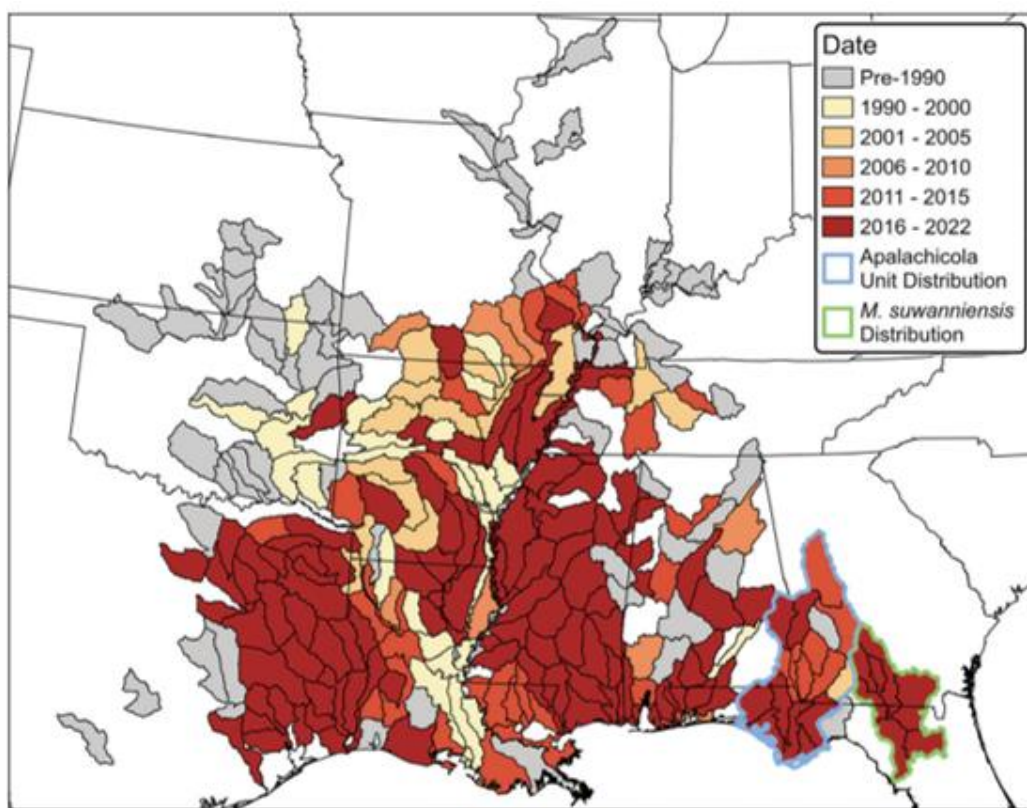 Date
Pre-1990
1990 - 2000
2001 - 2005
2006 - 2010
2011 - 2015
2016 - 2022
Apalachicola
Unit Distribution
M. suwanniensis
Distribution